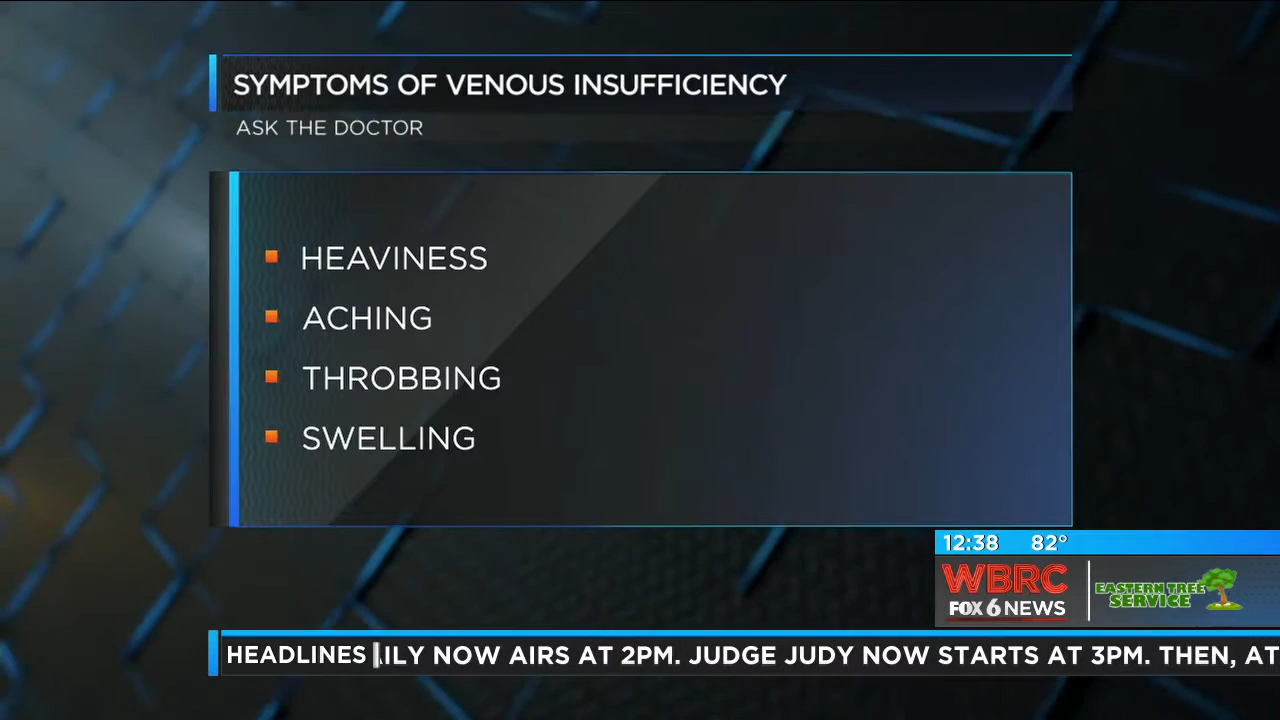 SYMPTOMS OF VENOUS INSUFFICIENCY
ASK THE DOCTOR
HEAVINESS
ACHING
THROBBING
SWELLING
12:38 82°
WBRC
FOX 6 NEWS
EASTERN TREE
SERVICE
HEADLINES ILY NOW AIRS AT 2PM. JUDGE JUDY NOW STARTS AT 3PM. THEN, AT